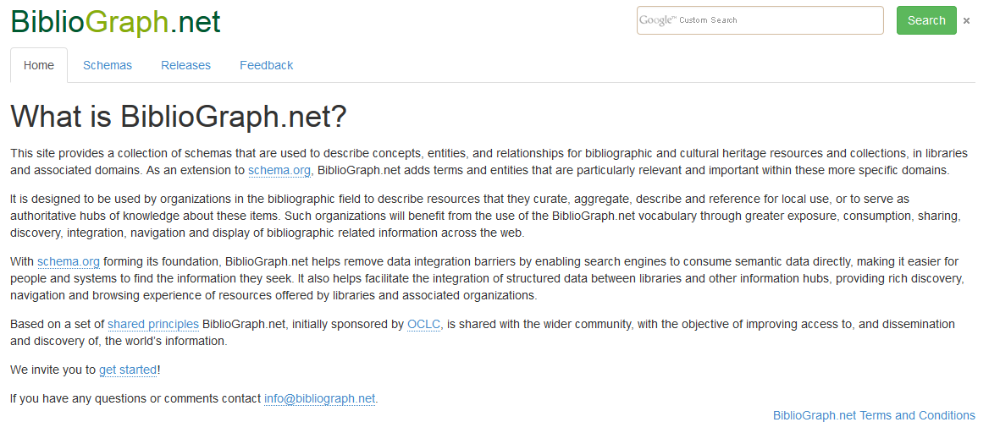 BiblioGraph.net
Google™ Custom Search
Search
×
Home
Schemas
Releases
Feedback
What is BiblioGraph.net?
This site provides a collection of schemas that are used to describe concepts, entities, and relationships for bibliographic and cultural heritage resources and collections, in libraries
and associated domains. As an extension to schema.org, BiblioGraph.net adds terms and entities that are particularly relevant and important within these more specific domains.
It is designed to be used by organizations in the bibliographic field to describe resources that they curate, aggregate, describe and reference for local use, or to serve as
authoritative hubs of knowledge about these items. Such organizations will benefit from the use of the BiblioGraph.net vocabulary through greater exposure, consumption, sharing,
discovery, integration, navigation and display of bibliographic related information across the web.
With schema.org forming its foundation, BiblioGraph.net helps remove data integration barriers by enabling search engines to consume semantic data directly, making it easier for
people and systems to find the information they seek. It also helps facilitate the integration of structured data between libraries and other information hubs, providing rich discovery,
navigation and browsing experience of resources offered by libraries and associated organizations.
Based on a set of shared principles BiblioGraph.net, initially sponsored by OCLC, is shared with the wider community, with the objective of improving access to, and dissemination
and discovery of, the world's information.
We invite you to get started!
If you have any questions or comments contact info@bibliograph.net.
BiblioGraph.net Terms and Conditions